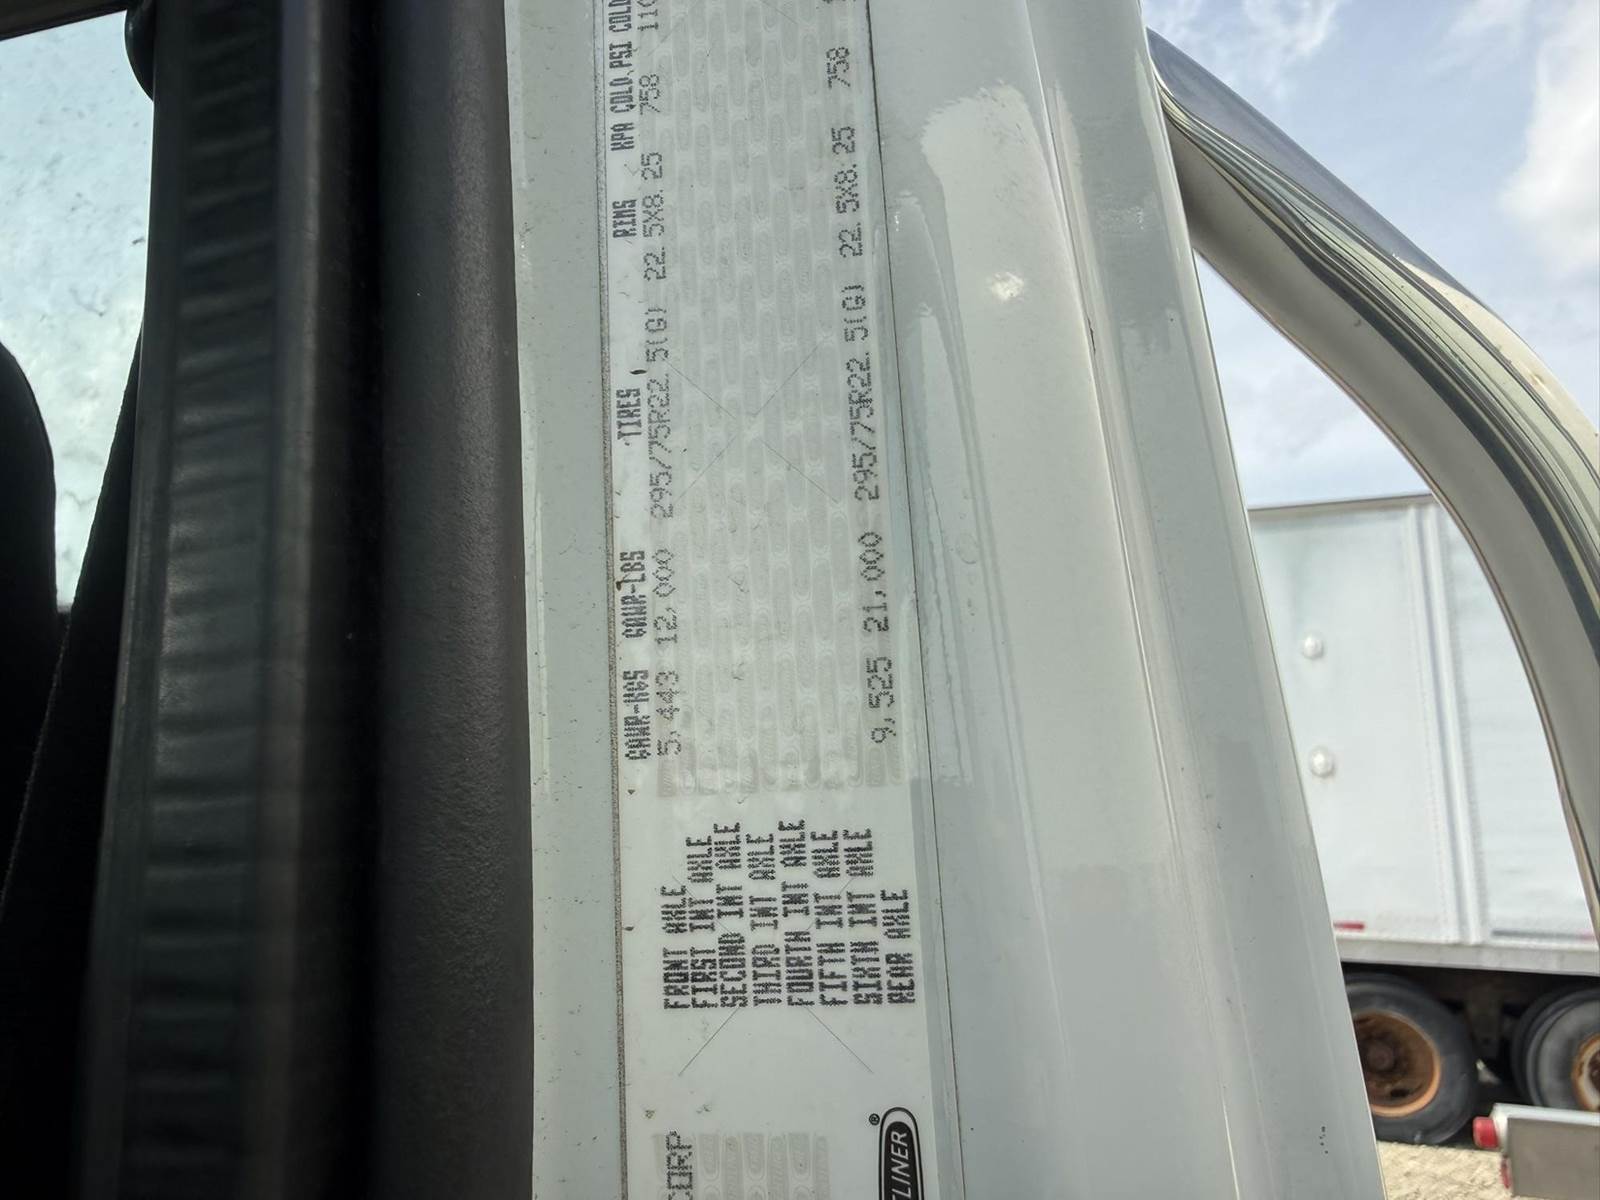 GAWR-KGS GAWR-LBS TIRES RIMS KPA COLD PSI COLD
FRONT AXLE 5,443 12,000 295/75R22.5(G) 22.5X8.25 758 110
FIRST INT AXLE
SECOND INT AXLE
THIRD INT AXLE
FOURTH INT AXLE
FIFTH INT AXLE
SIXTH INT AXLE
REAR AXLE 9,525 21,000 295/75R22.5(G) 22.5X8.25 758
CORP
LINER®